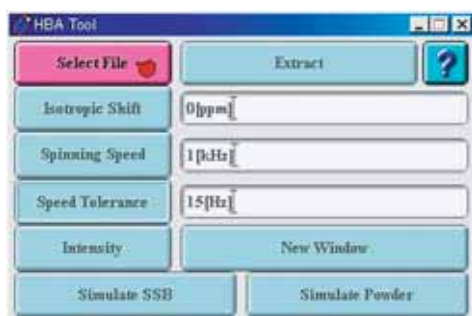 HBA Tool
Select File
Extract
?
Isotropic Shift
0[ppm]
Spinning Speed
1[kHz]
Speed Tolerance
15[Hz]
Intensity
New Window
Simulate SSB
Simulate Powder